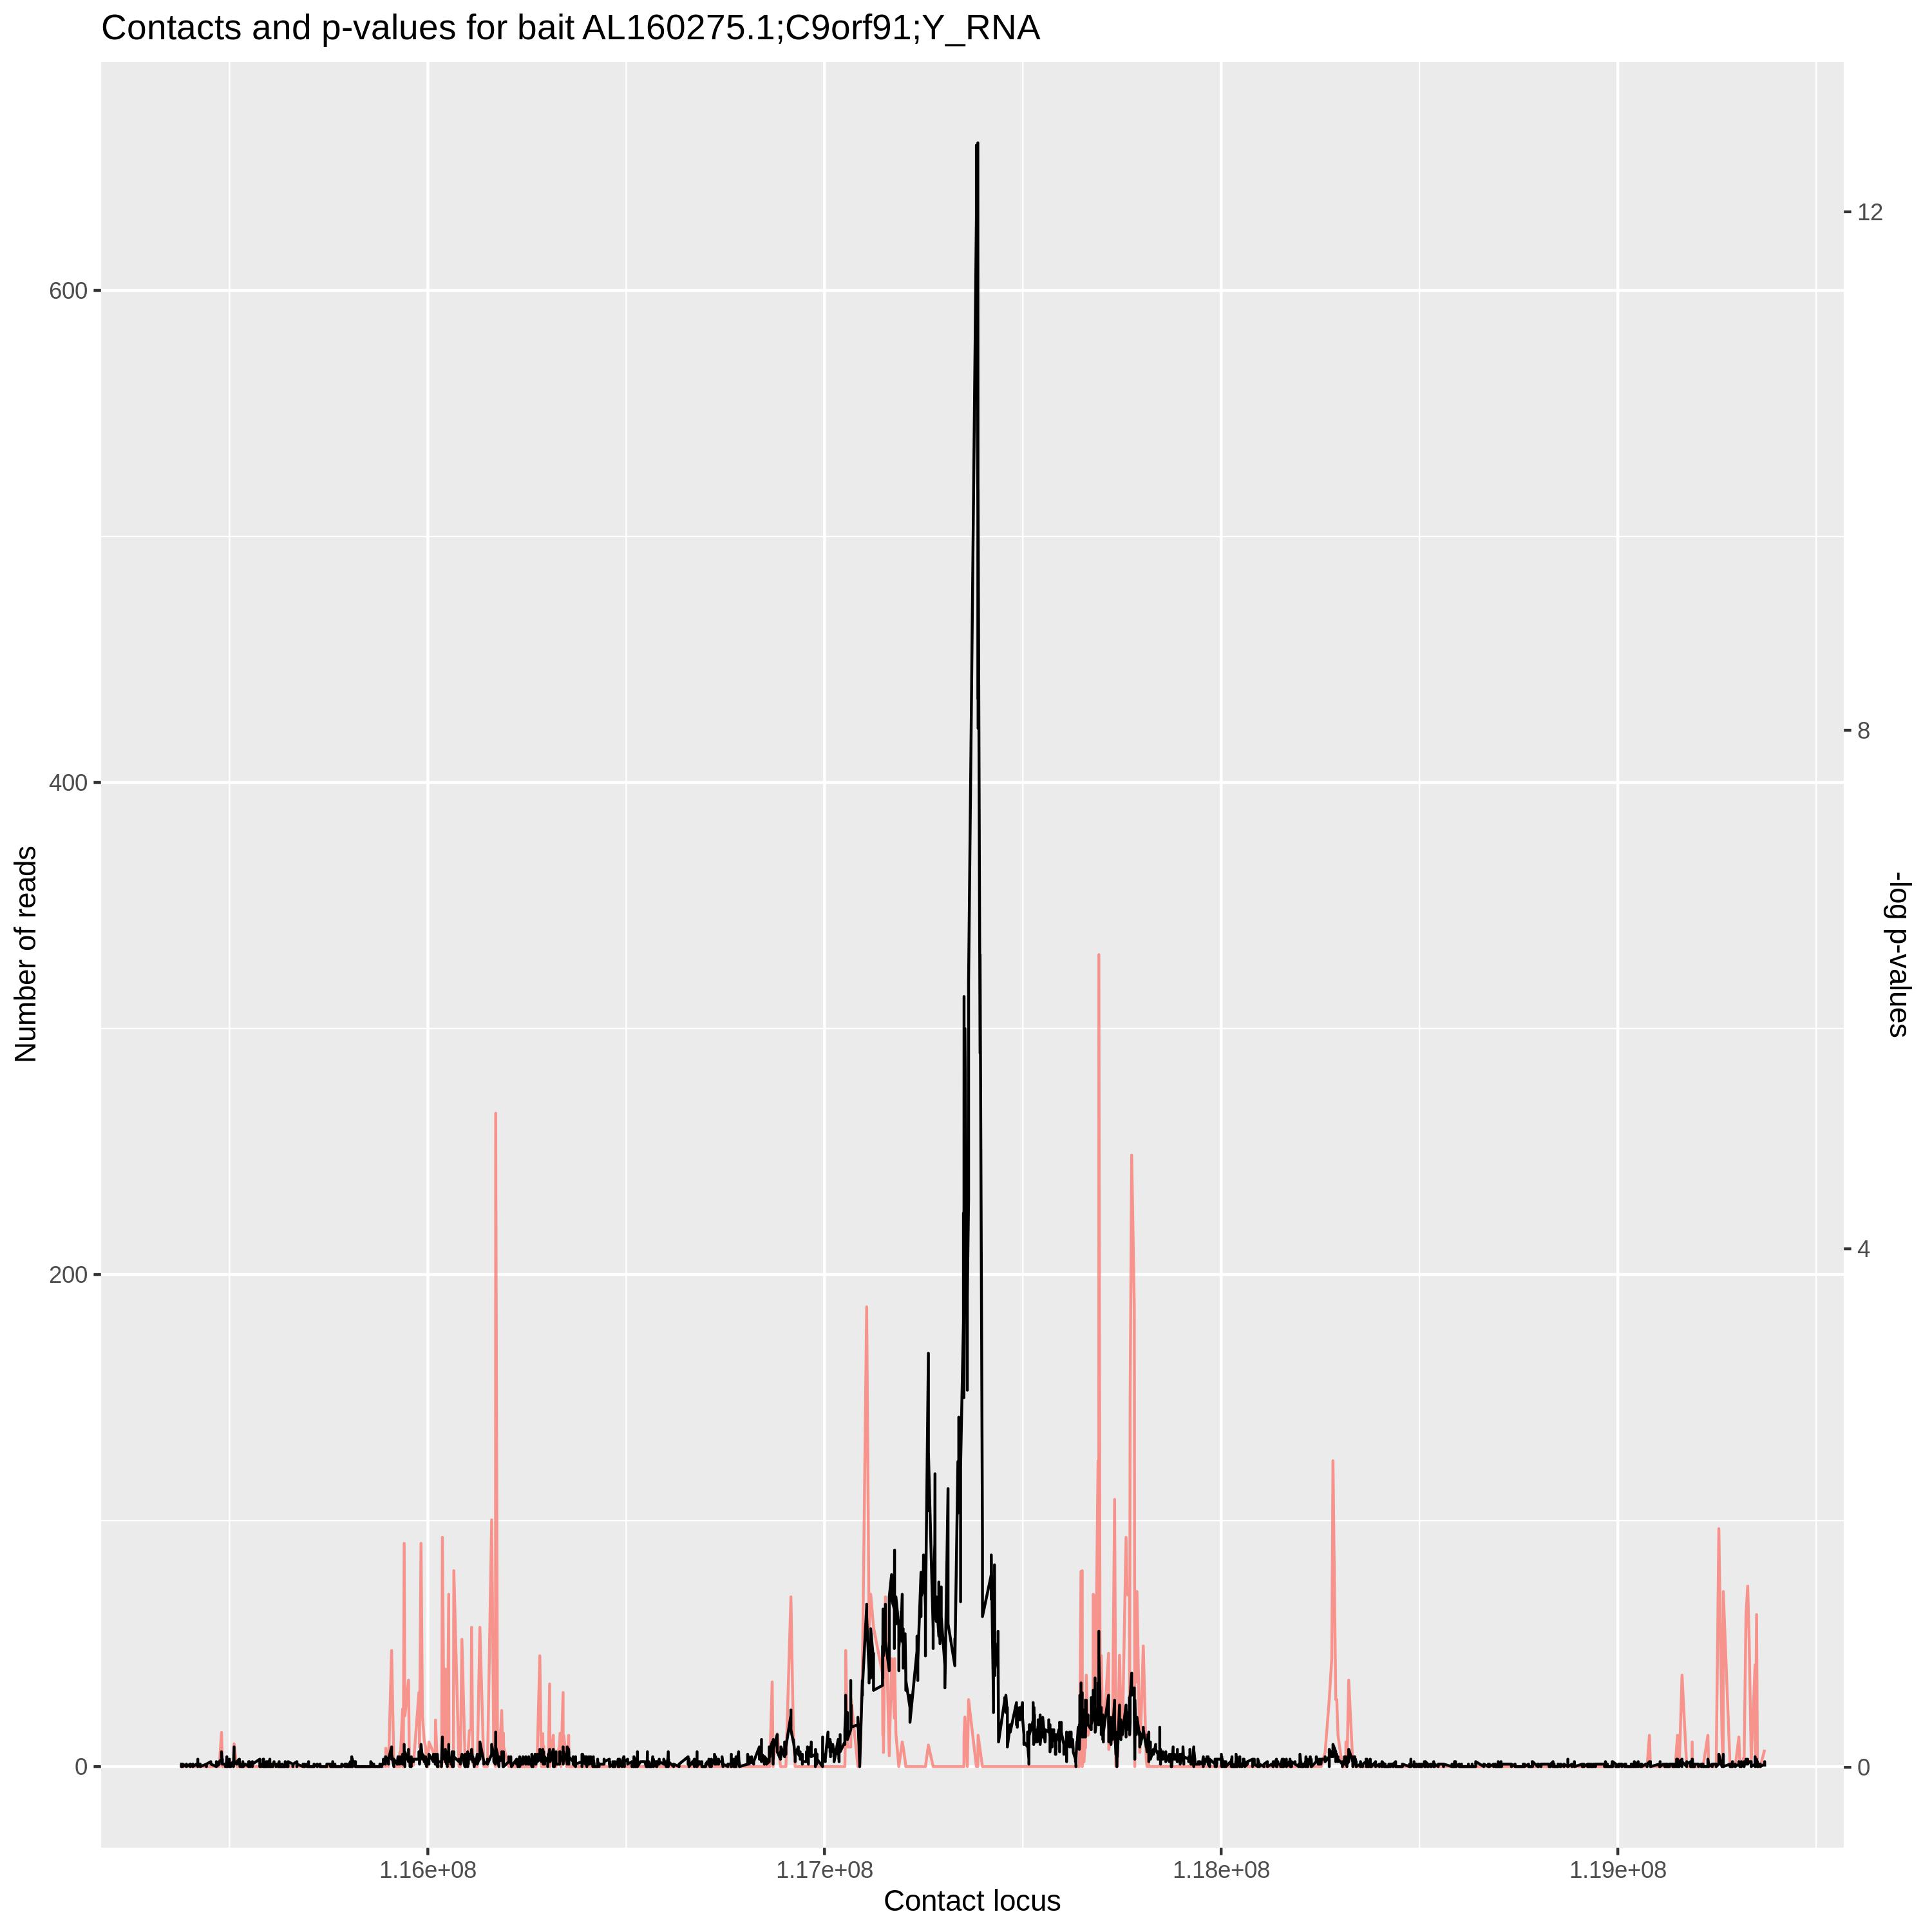 Contacts and p-values for bait AL160275.1;C9orf91;Y_RNA
600
400
200
0
12
8
4
0
Number of reads
-log p-values
1.16e+08
1.17e+08
1.18e+08
1.19e+08
Contact locus